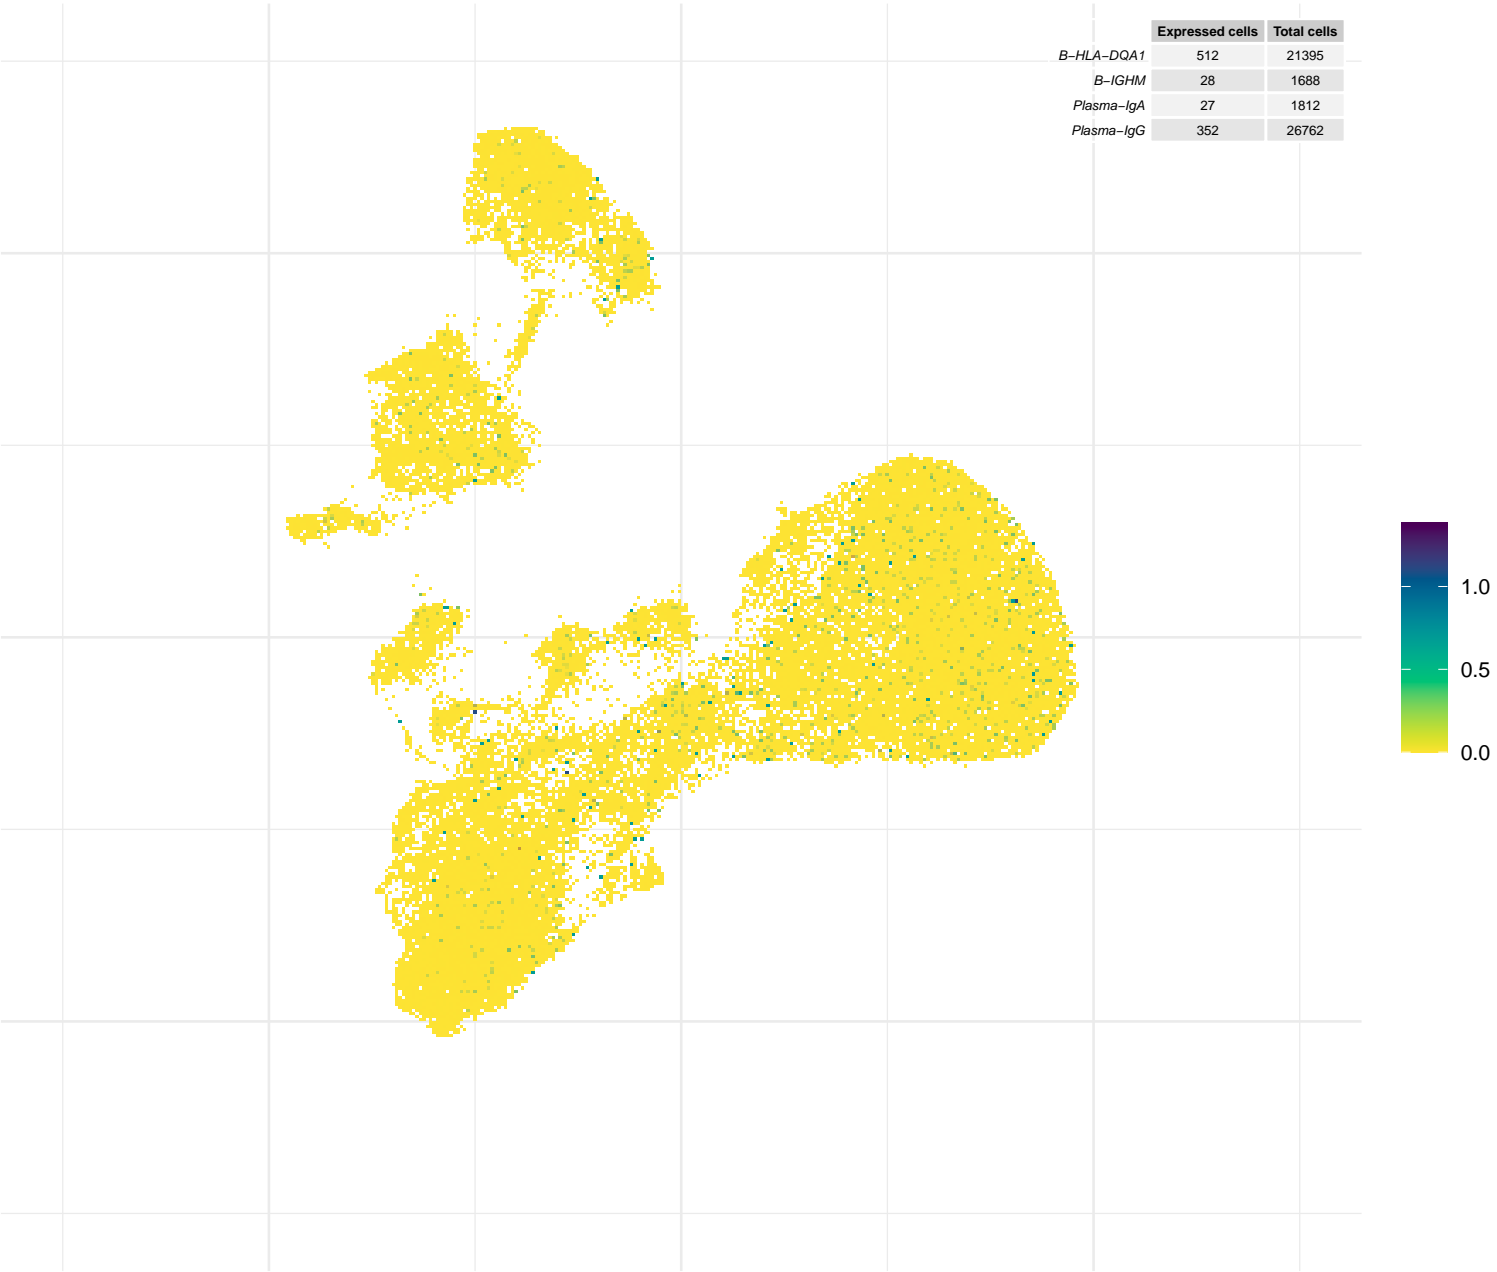 Expressed cells Total cells
B−HLA−DQA1 512 21395
B−IGHM 28 1688
Plasma−IgA 27 1812
Plasma−IgG 352 26762
1.0
0.5
0.0